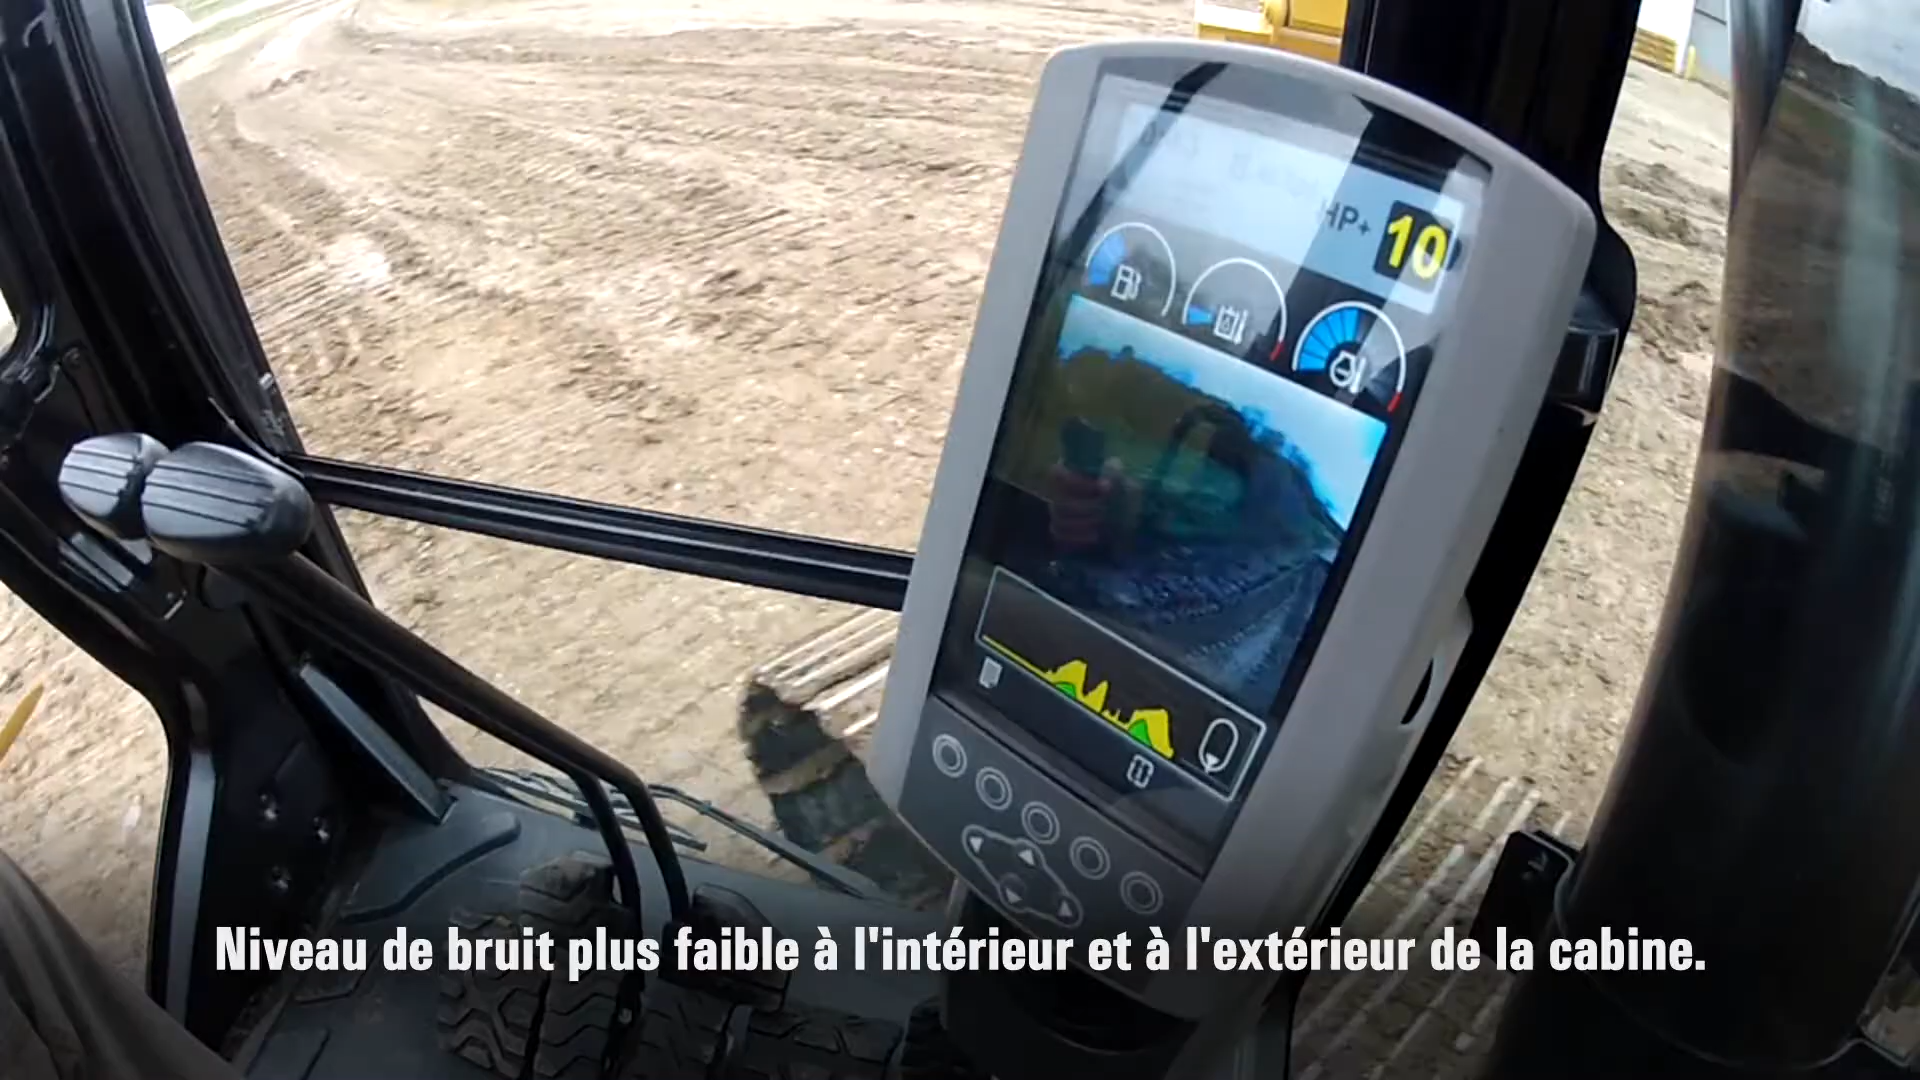 HP+ 10
Niveau de bruit plus faible à l'intérieur et à l'extérieur de la cabine.